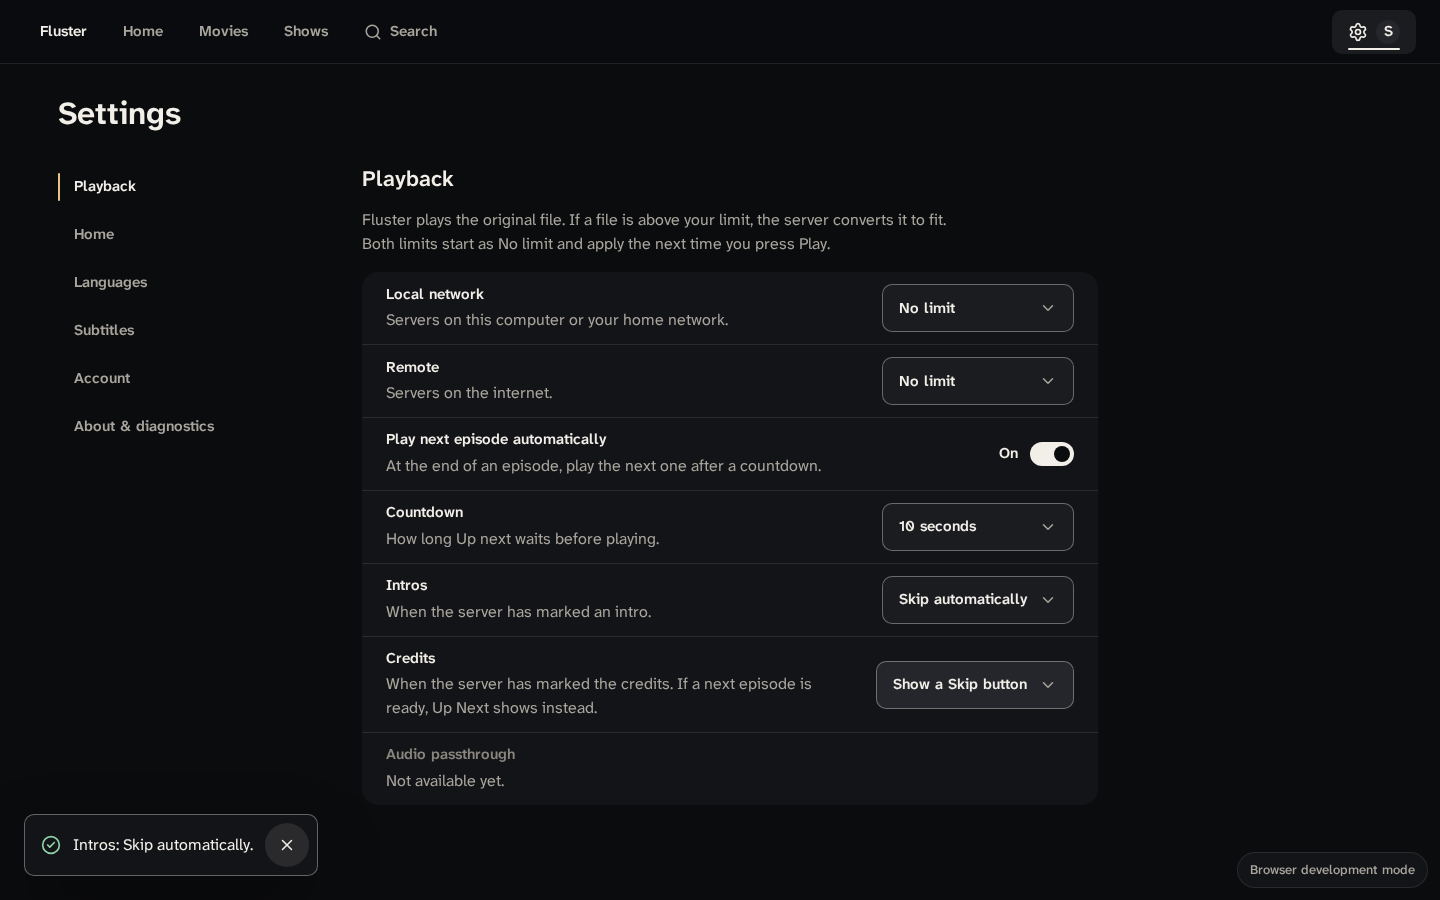 Fluster
Home
Movies
Shows
Search
S
Settings
Playback
Home
Languages
Subtitles
Account
About & diagnostics
Playback
Fluster plays the original file. If a file is above your limit, the server converts it to fit.
Both limits start as No limit and apply the next time you press Play.
Local network
Servers on this computer or your home network.
No limit
Remote
Servers on the internet.
No limit
Play next episode automatically
At the end of an episode, play the next one after a countdown.
On
Countdown
How long Up next waits before playing.
10 seconds
Intros
When the server has marked an intro.
Skip automatically
Credits
When the server has marked the credits. If a next episode is
ready, Up Next shows instead.
Show a Skip button
Audio passthrough
Not available yet.
Intros: Skip automatically.
Browser development mode